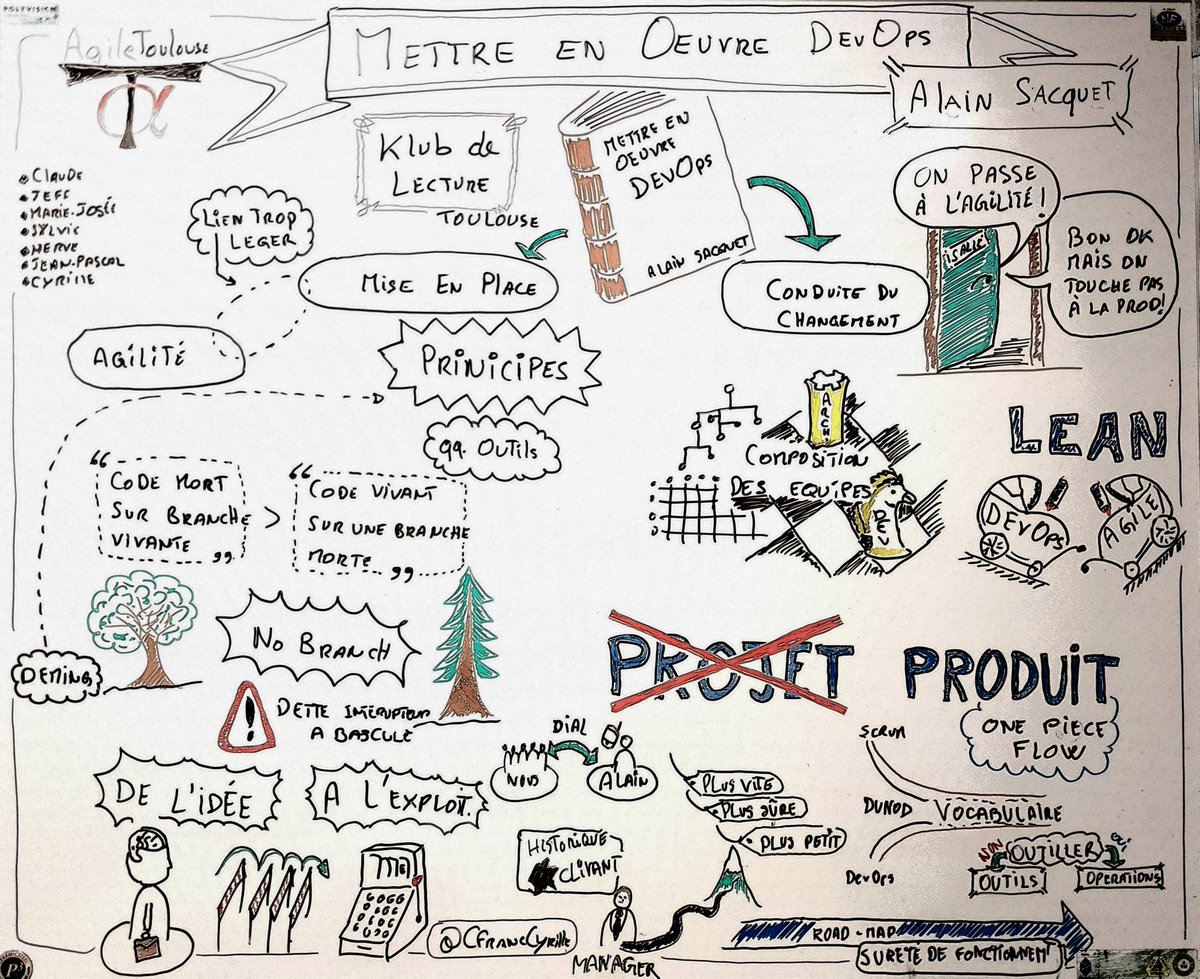 POLYVISION
Agile Toulouse
METTRE EN OEUVRE DEVOPS
ALAIN SACQUET
KLUB DE
LECTURE
TOULOUSE
METTRE EN
OEUVRE
DEVOPS
ALAIN SACQUET
CLAUDE
JEFF
MARIE-JOSÉE
SYLVIE
HERVE
JEAN-PASCAL
CYRILLE
LIEN TROP
LEGER
MISE EN PLACE
CONDUITE DU
CHANGEMENT
ON PASSE
À L'AGILITÉ!
BON OK
MAIS ON
TOUCHE PAS
À LA PROD!
AGILITÉ
PRINICIPES
qq. OUTILS
“ CODE MORT
SUR BRANCHE
VIVANTE ”
>
“ CODE VIVANT
SUR UNE BRANCHE
MORTE ”
ARCH
COMPOSITION
DES EQUIPES
DEV
LEAN
DEVOPS
AGILE
DEMING
NO BRANCH
!
DETTE INTERUPTEUR
A BASCULE
PROJET
PRODUIT
ONE PIECE
FLOW
DE L'IDÉE
A L'EXPLOIT.
DIAL
NOUS
ALAIN
PLUS VITE
PLUS SÛRE
PLUS PETIT
SCRUM
DUNOD
VOCABULAIRE
DEVOPS
NON
OUTILLER
OUI
OUTILS
OPERATIONS
HISTORIQUE
CLIVANT
@CFRANCCYRILLE
MANAGER
ROAD-MAP
SURETÉ DE FONCTIONNEMENT